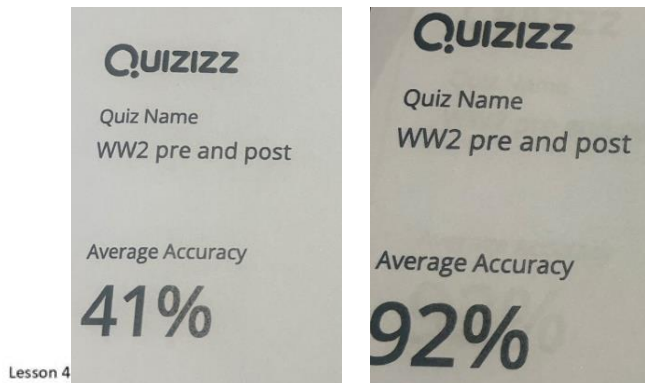 Quizizz
Quiz Name
WW2 pre and post
Average Accuracy
41%
Quizizz
Quiz Name
WW2 pre and post
Average Accuracy
92%
Lesson 4